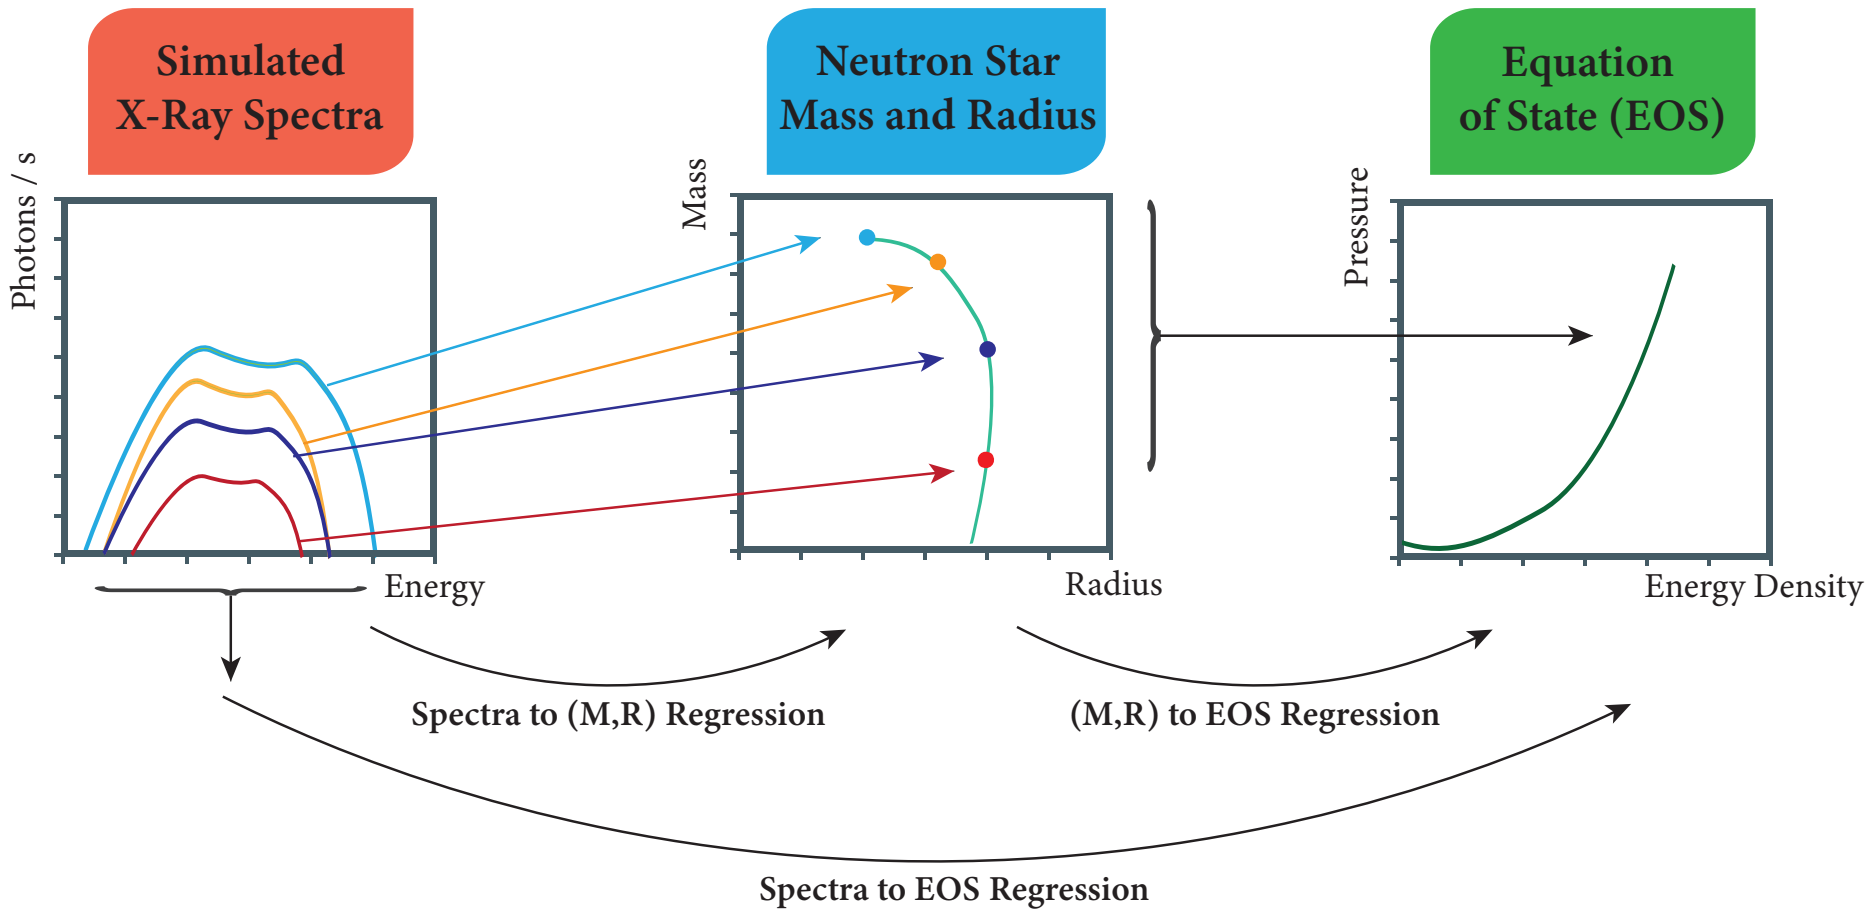 Simulated
X-Ray Spectra
Neutron Star
Mass and Radius
Equation
of State (EOS)
Photons / s
Energy
Mass
Radius
Pressure
Energy Density
Spectra to (M,R) Regression
(M,R) to EOS Regression
Spectra to EOS Regression